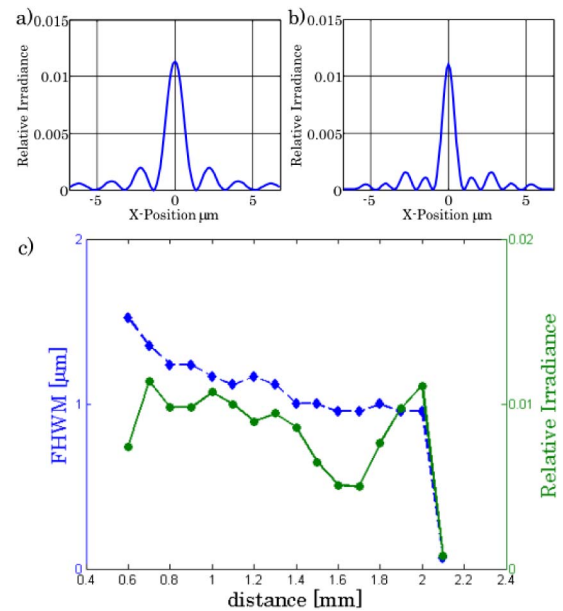 a)
0.015
0.01
0.005
0
Relative Irradiance
-5 0 5
X-Position μm
b)
0.015
0.01
0.005
0
Relative Irradiance
-5 0 5
X-Position μm
c)
2
1
0
FHWM [μm]
0.02
0.01
0
Relative Irradiance
0.4 0.6 0.8 1 1.2 1.4 1.6 1.8 2 2.2 2.4
distance [mm]